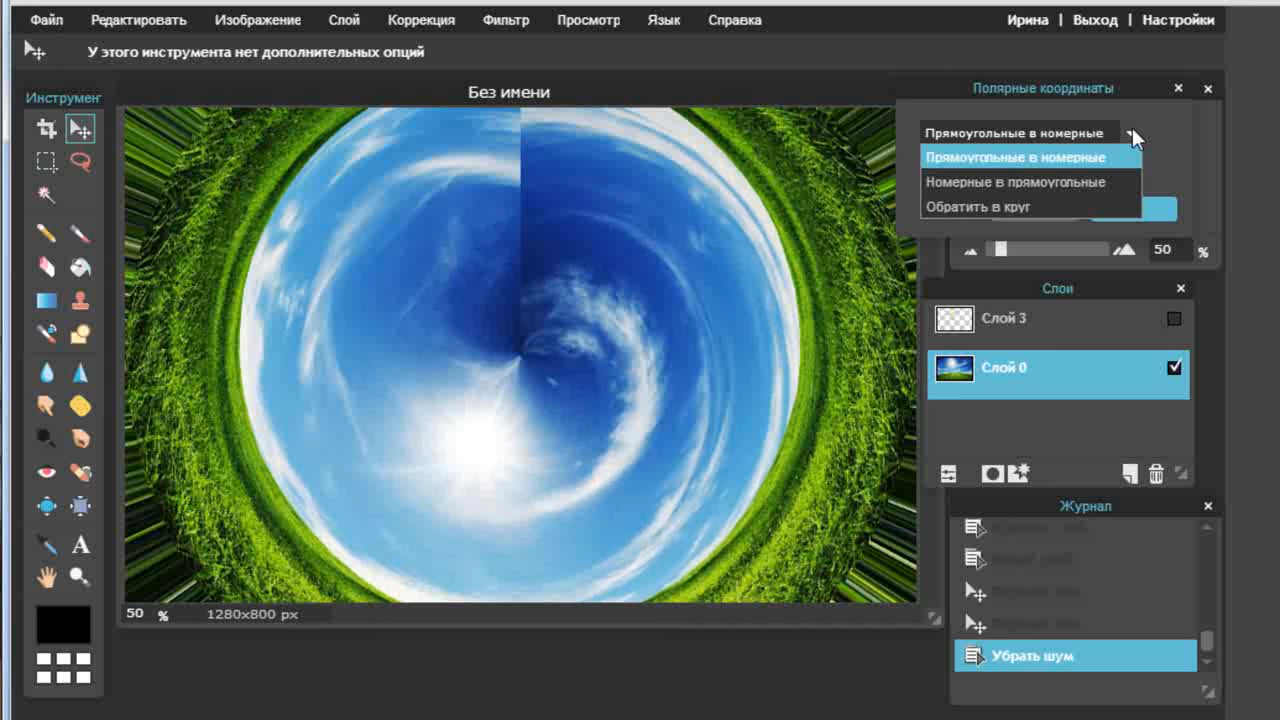 Файл Редактировать Изображение Слой Коррекция Фильтр Просмотр Язык Справка Ирина | Выход | Настройки
У этого инструмента нет дополнительных опций
Инструмент
Без имени
Полярные координаты
Прямоугольные в номерные
Прямоугольные в номерные
Номерные в прямоугольные
Обратить в круг
50 %
Слои
Слой 3
Слой 0
Журнал
Убрать шум
50 % 1280x800 px